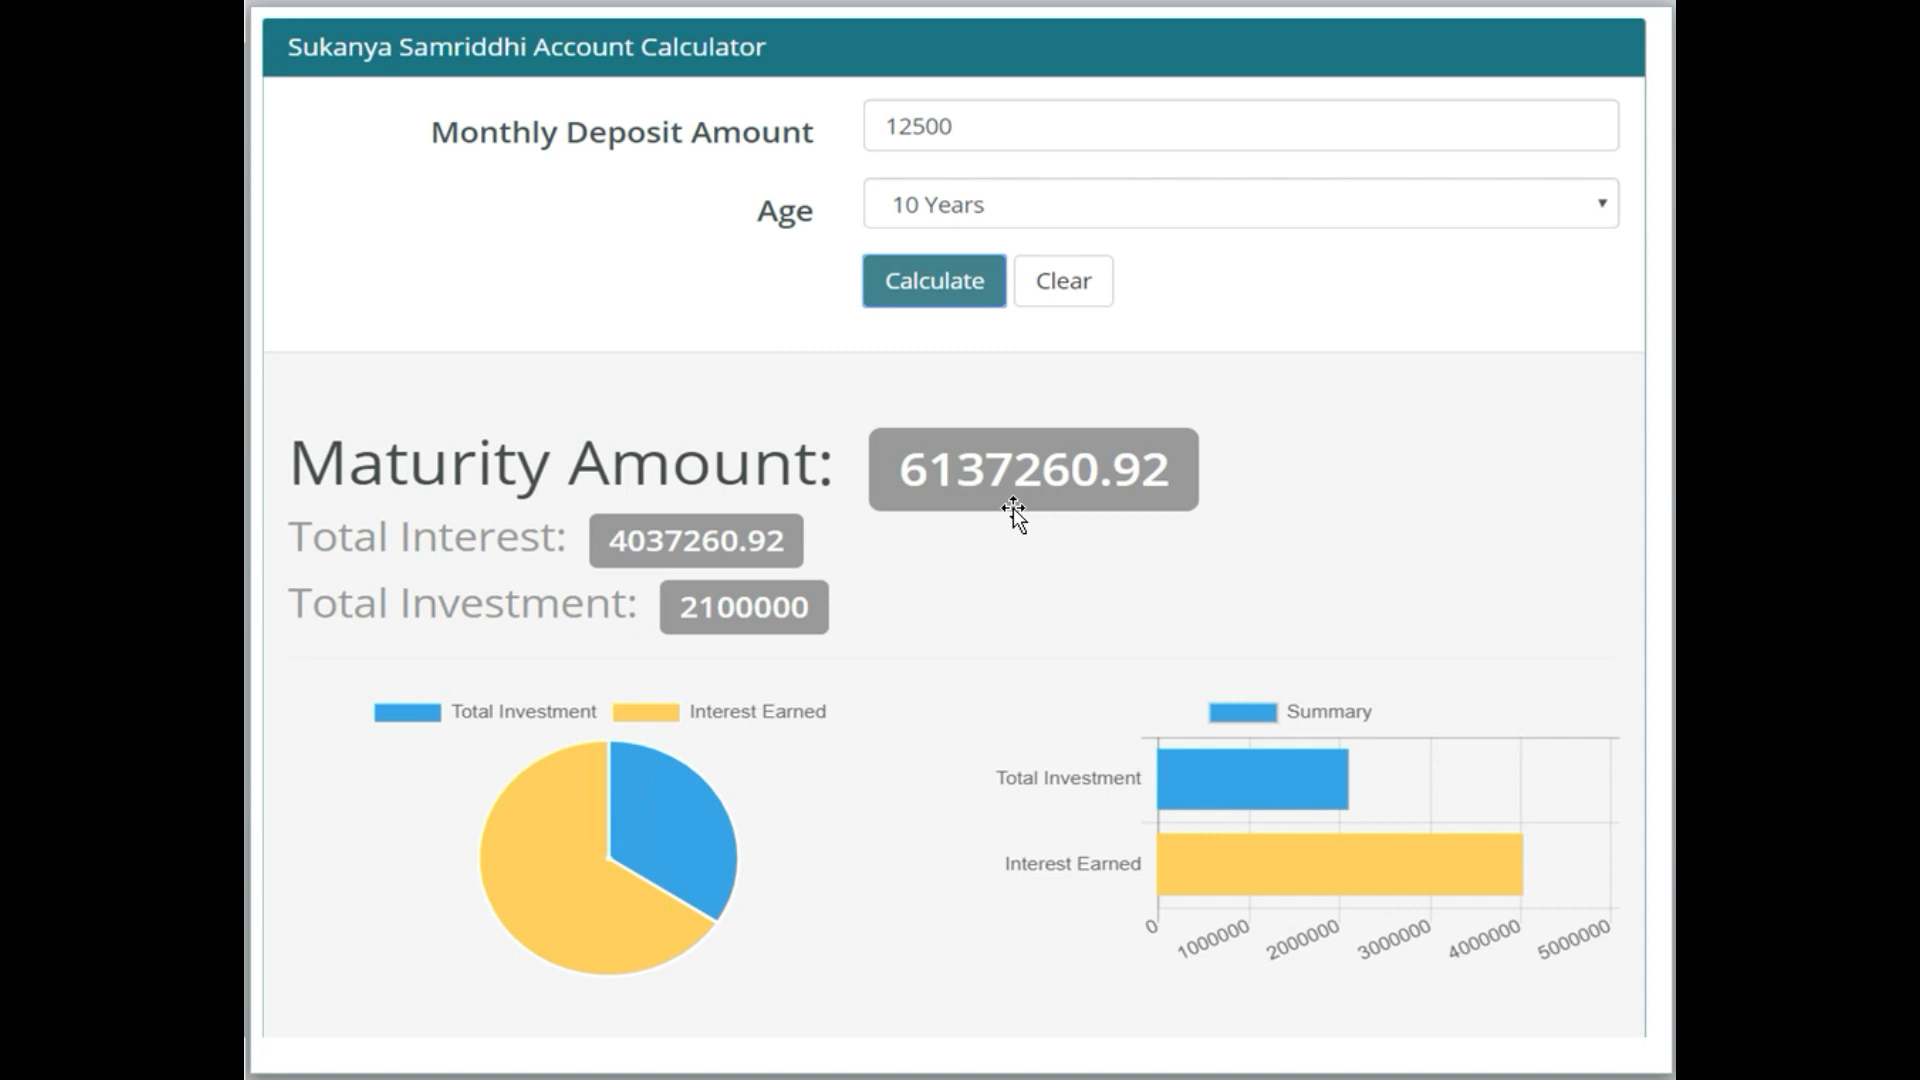 Sukanya Samriddhi Account Calculator
Monthly Deposit Amount 12500
Age 10 Years
Calculate Clear
Maturity Amount: 6137260.92
Total Interest: 4037260.92
Total Investment: 2100000
Total Investment Interest Earned
Summary
Total Investment
Interest Earned
0 1000000 2000000 3000000 4000000 5000000